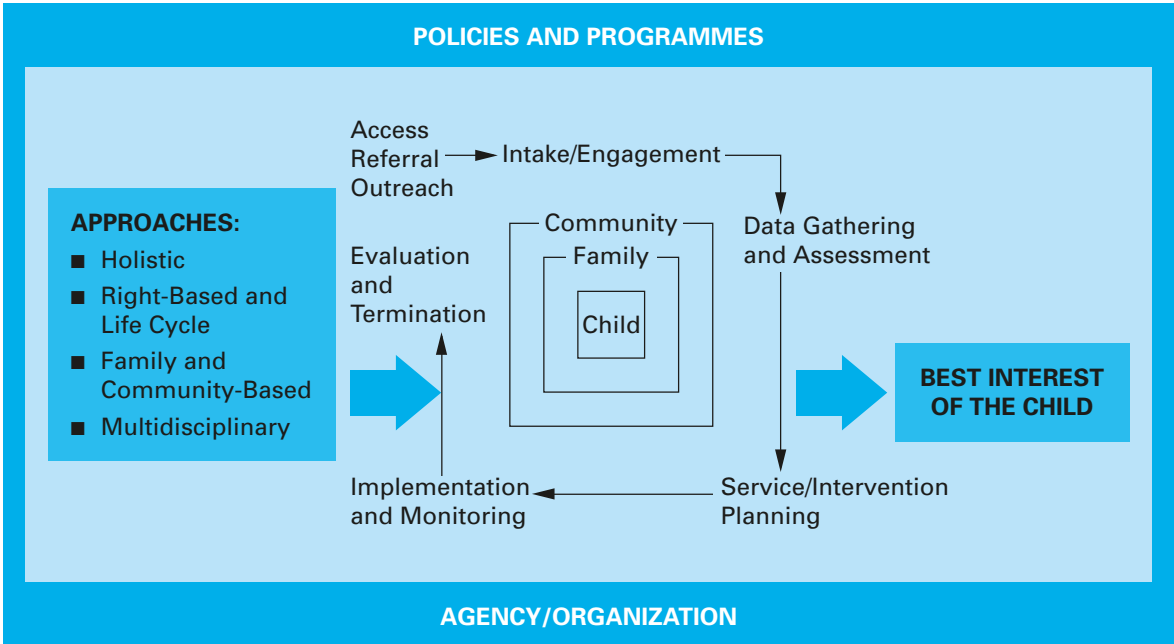 POLICIES AND PROGRAMMES
APPROACHES:
■ Holistic
■ Right-Based and
Life Cycle
■ Family and
Community-Based
■ Multidisciplinary
Access
Referral
Outreach
Intake/Engagement
Data Gathering
and Assessment
Service/Intervention
Planning
Implementation
and Monitoring
Evaluation
and
Termination
Community
Family
Child
BEST INTEREST
OF THE CHILD
AGENCY/ORGANIZATION